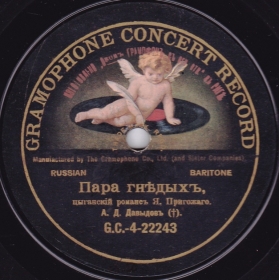 GRAMOPHONE CONCERT RECORD
Manufactured by The Gramophone Co., Ltd. (and Sister Companies).
RUSSIAN BARITONE
Пара гнѣдыхъ,
цыганскій романсъ Я. Пригожаго.
А. Д. Давыдовъ (†).
G.C.-4-22243